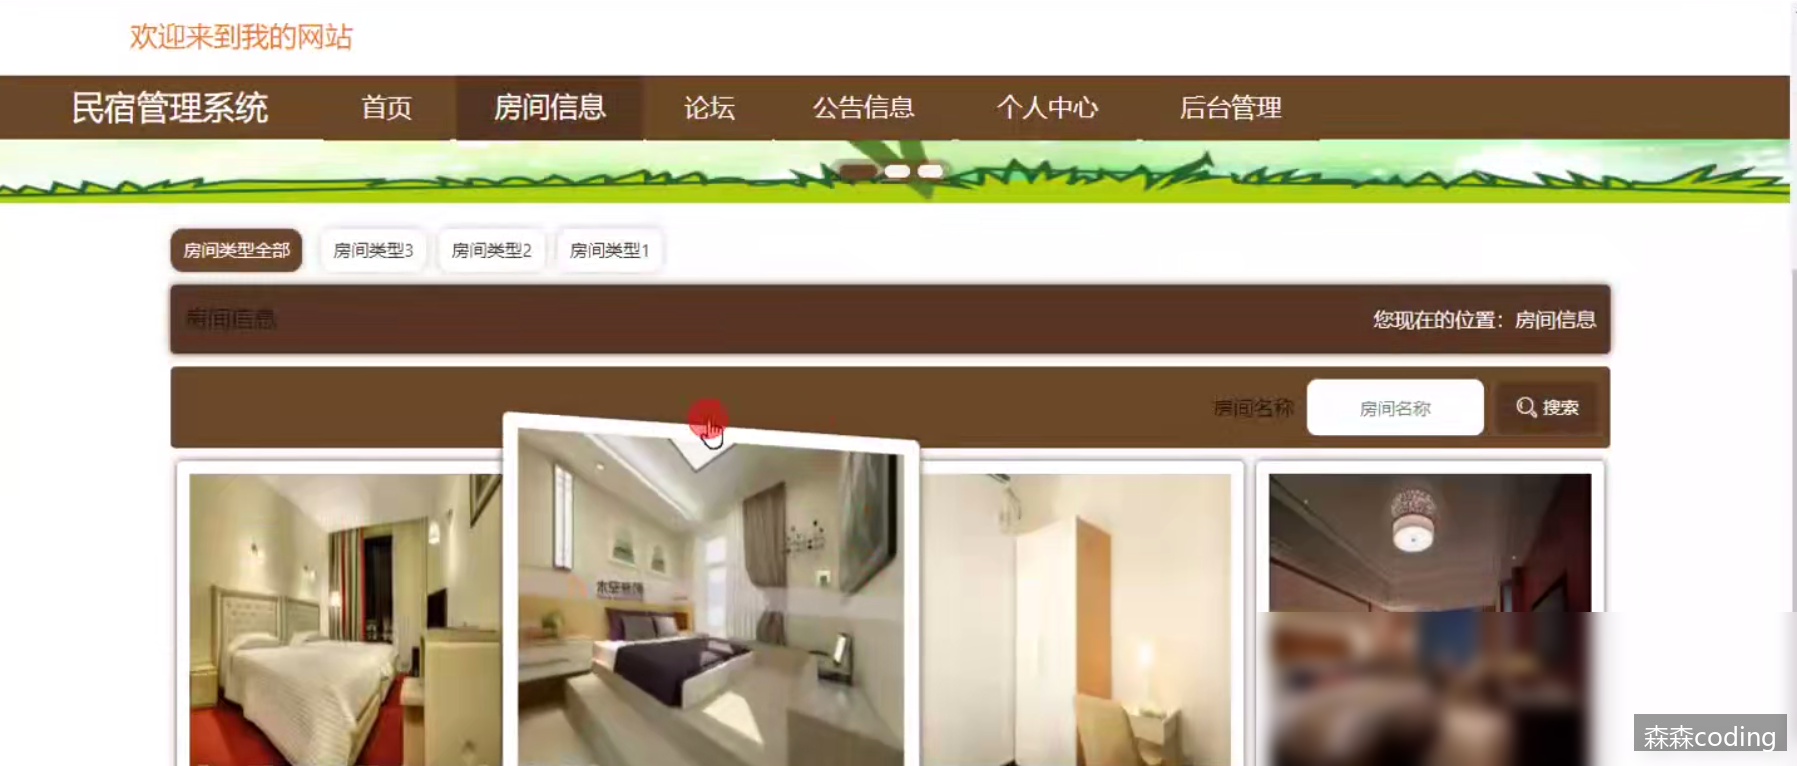 欢迎来到我的网站
民宿管理系统 首页 房间信息 论坛 公告信息 个人中心 后台管理
房间类型全部 房间类型3 房间类型2 房间类型1
房间信息 您现在的位置：房间信息
房间名称 房间名称 搜索
森森coding